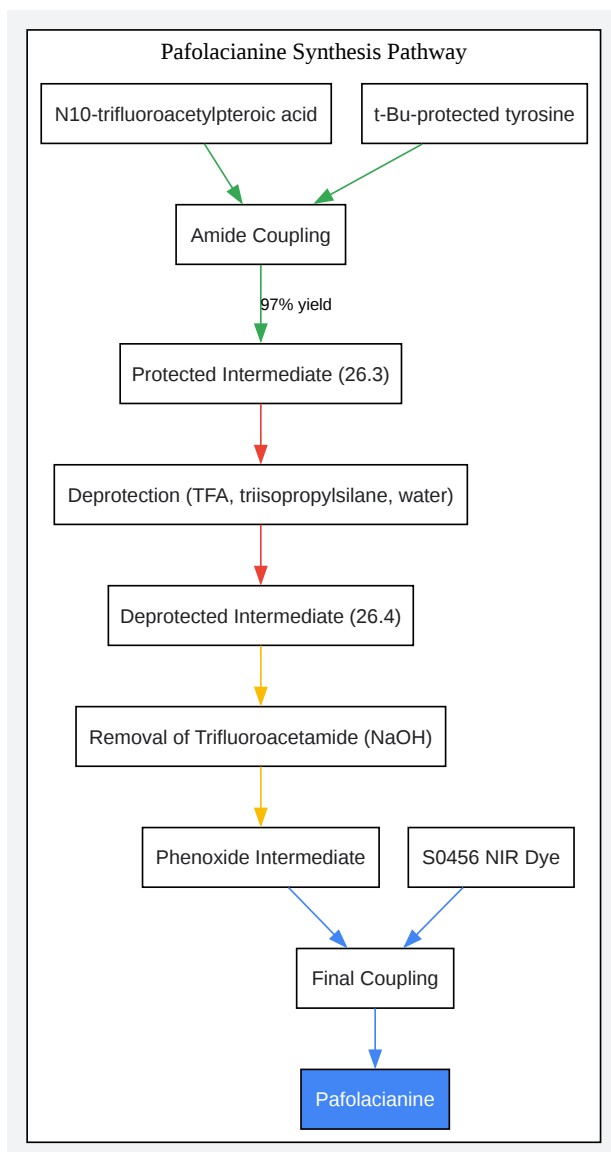 Pafolacianine Synthesis Pathway
N10-trifluoroacetylpteroic acid
t-Bu-protected tyrosine
Amide Coupling
97% yield
Protected Intermediate (26.3)
Deprotection (TFA, triisopropylsilane, water)
Deprotected Intermediate (26.4)
Removal of Trifluoroacetamide (NaOH)
Phenoxide Intermediate
S0456 NIR Dye
Final Coupling
Pafolacianine